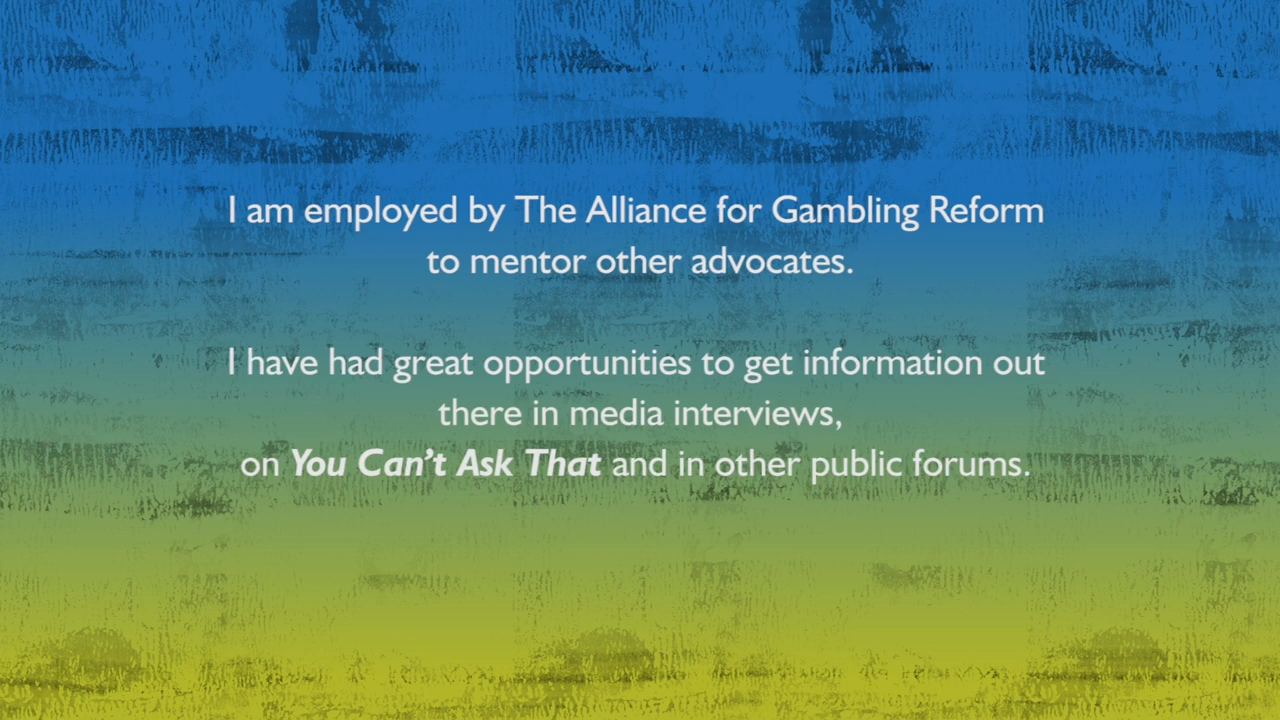 I am employed by The Alliance for Gambling Reform
to mentor other advocates.
I have had great opportunities to get information out
there in media interviews,
on You Can’t Ask That and in other public forums.